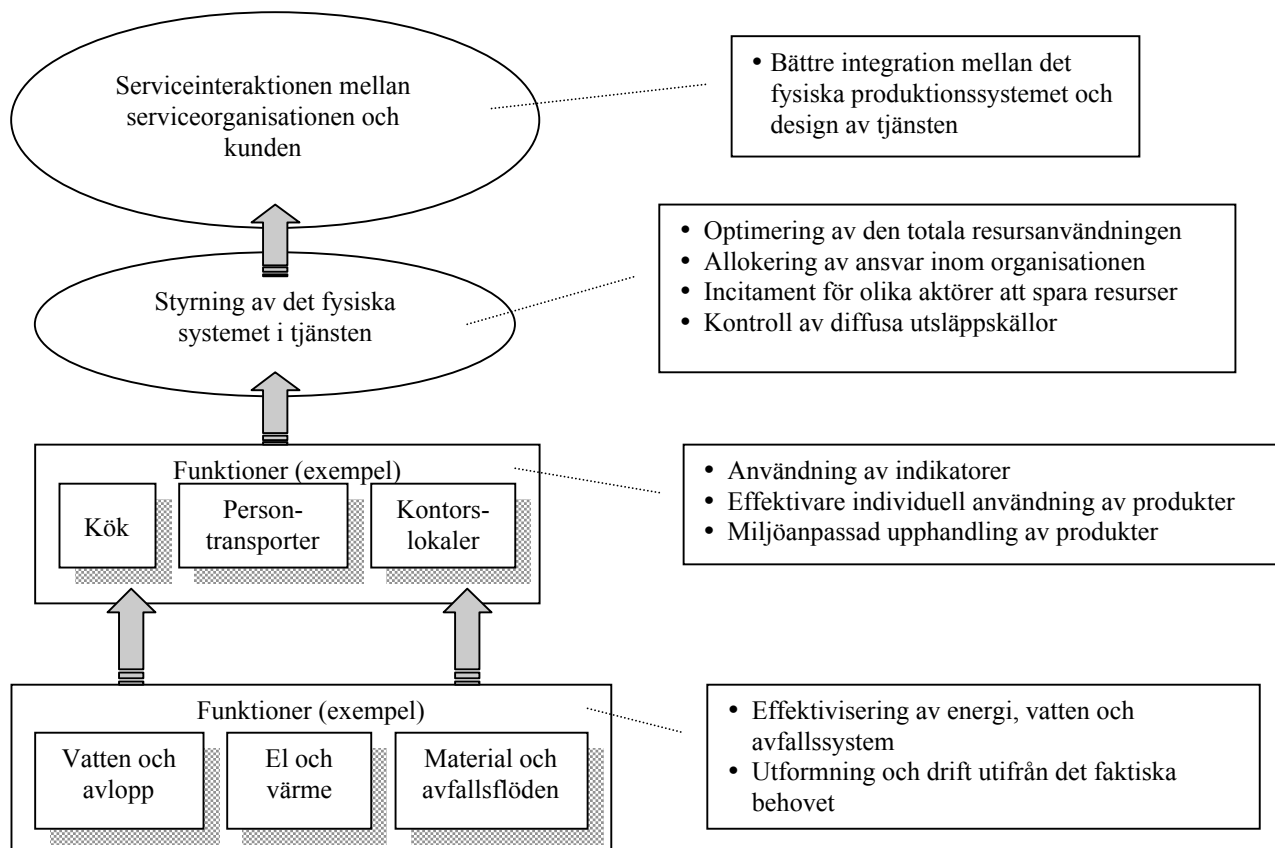 Serviceinteraktionen mellan
serviceorganisationen och
kunden
• Bättre integration mellan det
fysiska produktionssystemet och
design av tjänsten
Styrning av det fysiska
systemet i tjänsten
• Optimering av den totala resursanvändningen
• Allokering av ansvar inom organisationen
• Incitament för olika aktörer att spara resurser
• Kontroll av diffusa utsläppskällor
Funktioner (exempel)
Kök
Person-
transporter
Kontors-
lokaler
• Användning av indikatorer
• Effektivare individuell användning av produkter
• Miljöanpassad upphandling av produkter
Funktioner (exempel)
Vatten och
avlopp
El och
värme
Material och
avfallsflöden
• Effektivisering av energi, vatten och
avfallssystem
• Utformning och drift utifrån det faktiska
behovet